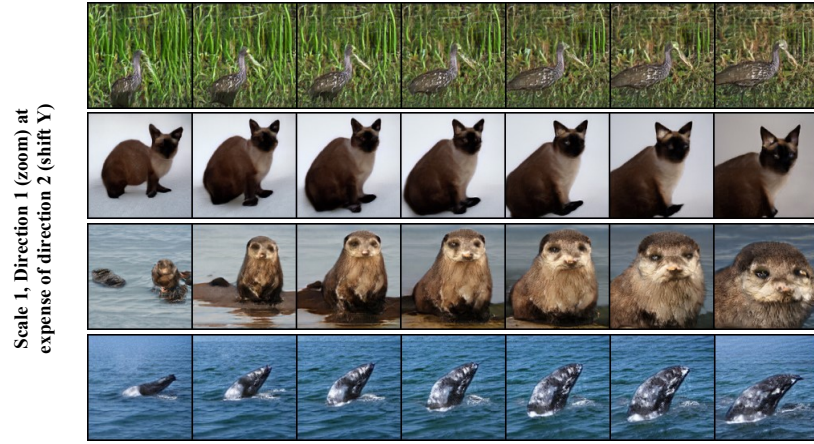 Scale 1, Direction 1 (zoom) at
expense of direction 2 (shift Y)